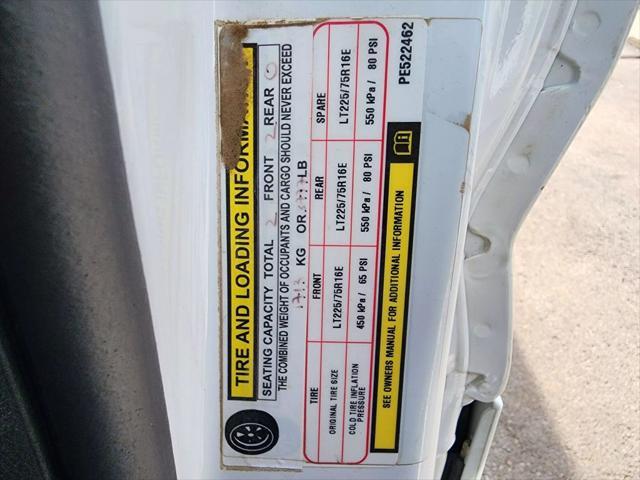 TIRE AND LOADING INFORMATION
SEATING CAPACITY TOTAL 2 FRONT 2 REAR 0
THE COMBINED WEIGHT OF OCCUPANTS AND CARGO SHOULD NEVER EXCEED
KG OR LB
TIRE FRONT REAR SPARE
ORIGINAL TIRE SIZE LT225/75R16E LT225/75R16E LT225/75R16E
COLD TIRE INFLATION PRESSURE 450 kPa / 65 PSI 550 kPa / 80 PSI 550 kPa / 80 PSI
SEE OWNERS MANUAL FOR ADDITIONAL INFORMATION
PE522462